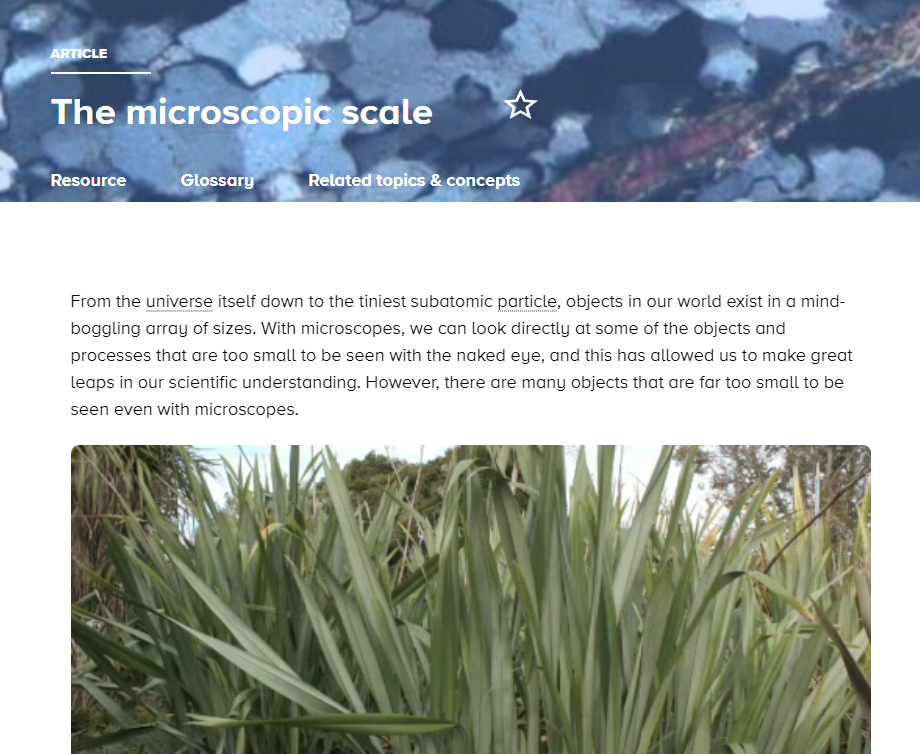 ARTICLE
The microscopic scale
Resource Glossary Related topics & concepts
From the universe itself down to the tiniest subatomic particle, objects in our world exist in a mind-
boggling array of sizes. With microscopes, we can look directly at some of the objects and
processes that are too small to be seen with the naked eye, and this has allowed us to make great
leaps in our scientific understanding. However, there are many objects that are far too small to be
seen even with microscopes.